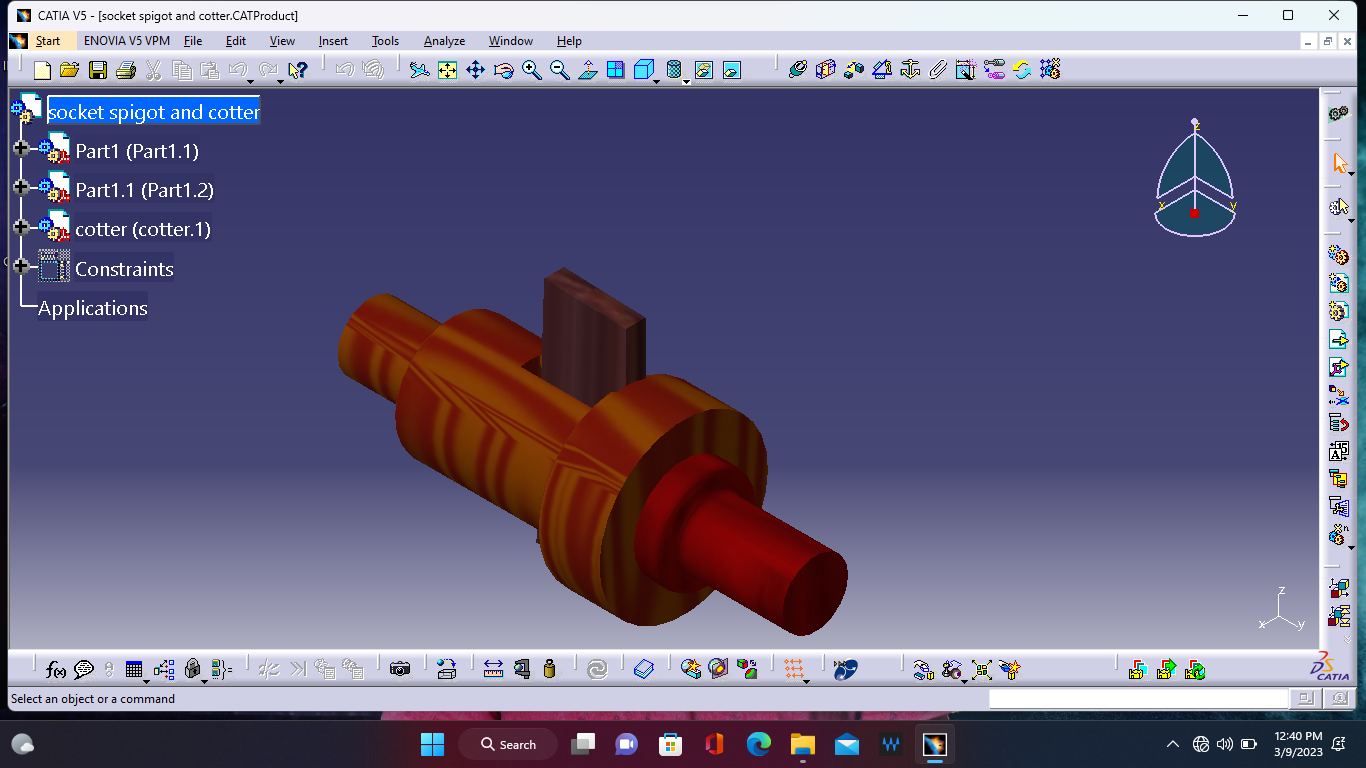 CATIA V5 - [socket spigot and cotter.CATProduct]
Start ENOVIA V5 VPM File Edit View Insert Tools Analyze Window Help
socket spigot and cotter
Part1 (Part1.1)
Part1.1 (Part1.2)
cotter (cotter.1)
Constraints
Applications
z
x y
z
x y
f(x)
CATIA
Select an object or a command
Search
12:40 PM
3/9/2023